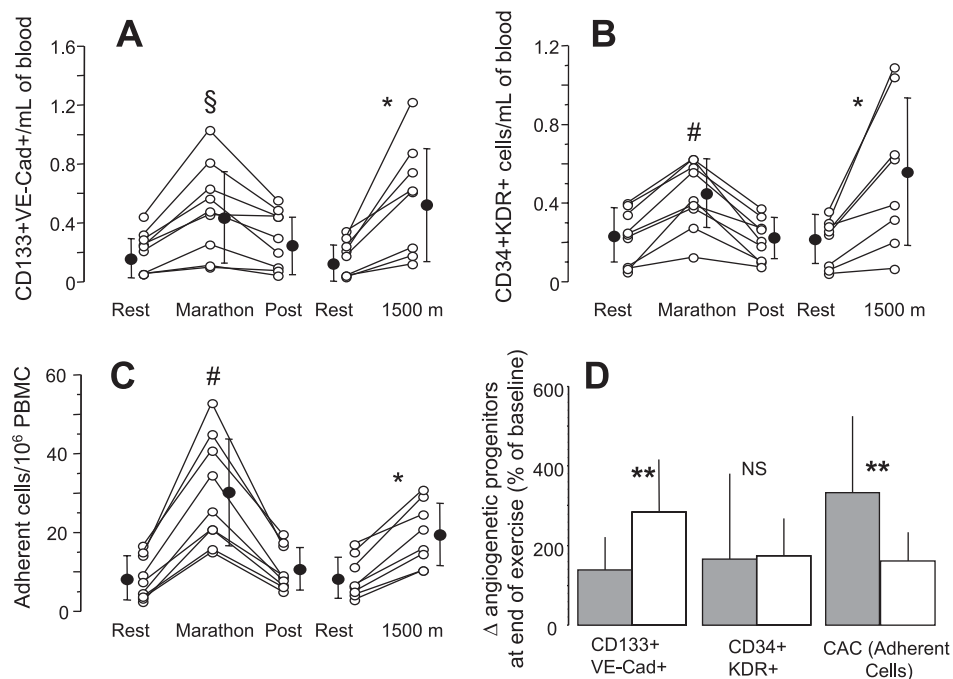 A
CD133+VE-Cad+/mL of blood
1.6
1.2
0.8
0.4
0
§
*
Rest Marathon Post Rest 1500 m
B
CD34+KDR+ cells/mL of blood
1.2
0.8
0.4
0
#
*
Rest Marathon Post Rest 1500 m
C
Adherent cells/10⁶ PBMC
60
40
20
0
#
*
Rest Marathon Post Rest 1500 m
D
Δ angiogenetic progenitors
at end of exercise (% of baseline)
600
400
200
0
**
NS
**
CD133+
VE-Cad+
CD34+
KDR+
CAC (Adherent
Cells)